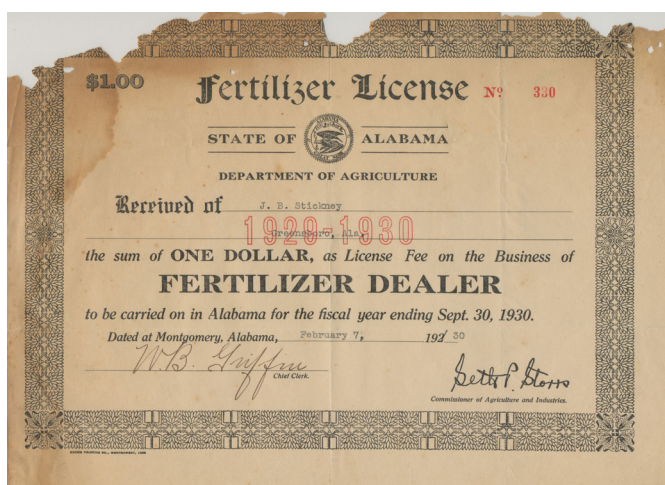 $1.00 Fertilizer License Nº 330
STATE OF ALABAMA
DEPARTMENT OF AGRICULTURE
Received of J. B. Stickney
1929-1930
Greensboro, Ala.
the sum of ONE DOLLAR, as License Fee on the Business of
FERTILIZER DEALER
to be carried on in Alabama for the fiscal year ending Sept. 30, 1930.
Dated at Montgomery, Alabama, February 7, 192/ 30
W.B. Griffin
Chief Clerk.
Seth P. Storrs
Commissioner of Agriculture and Industries.